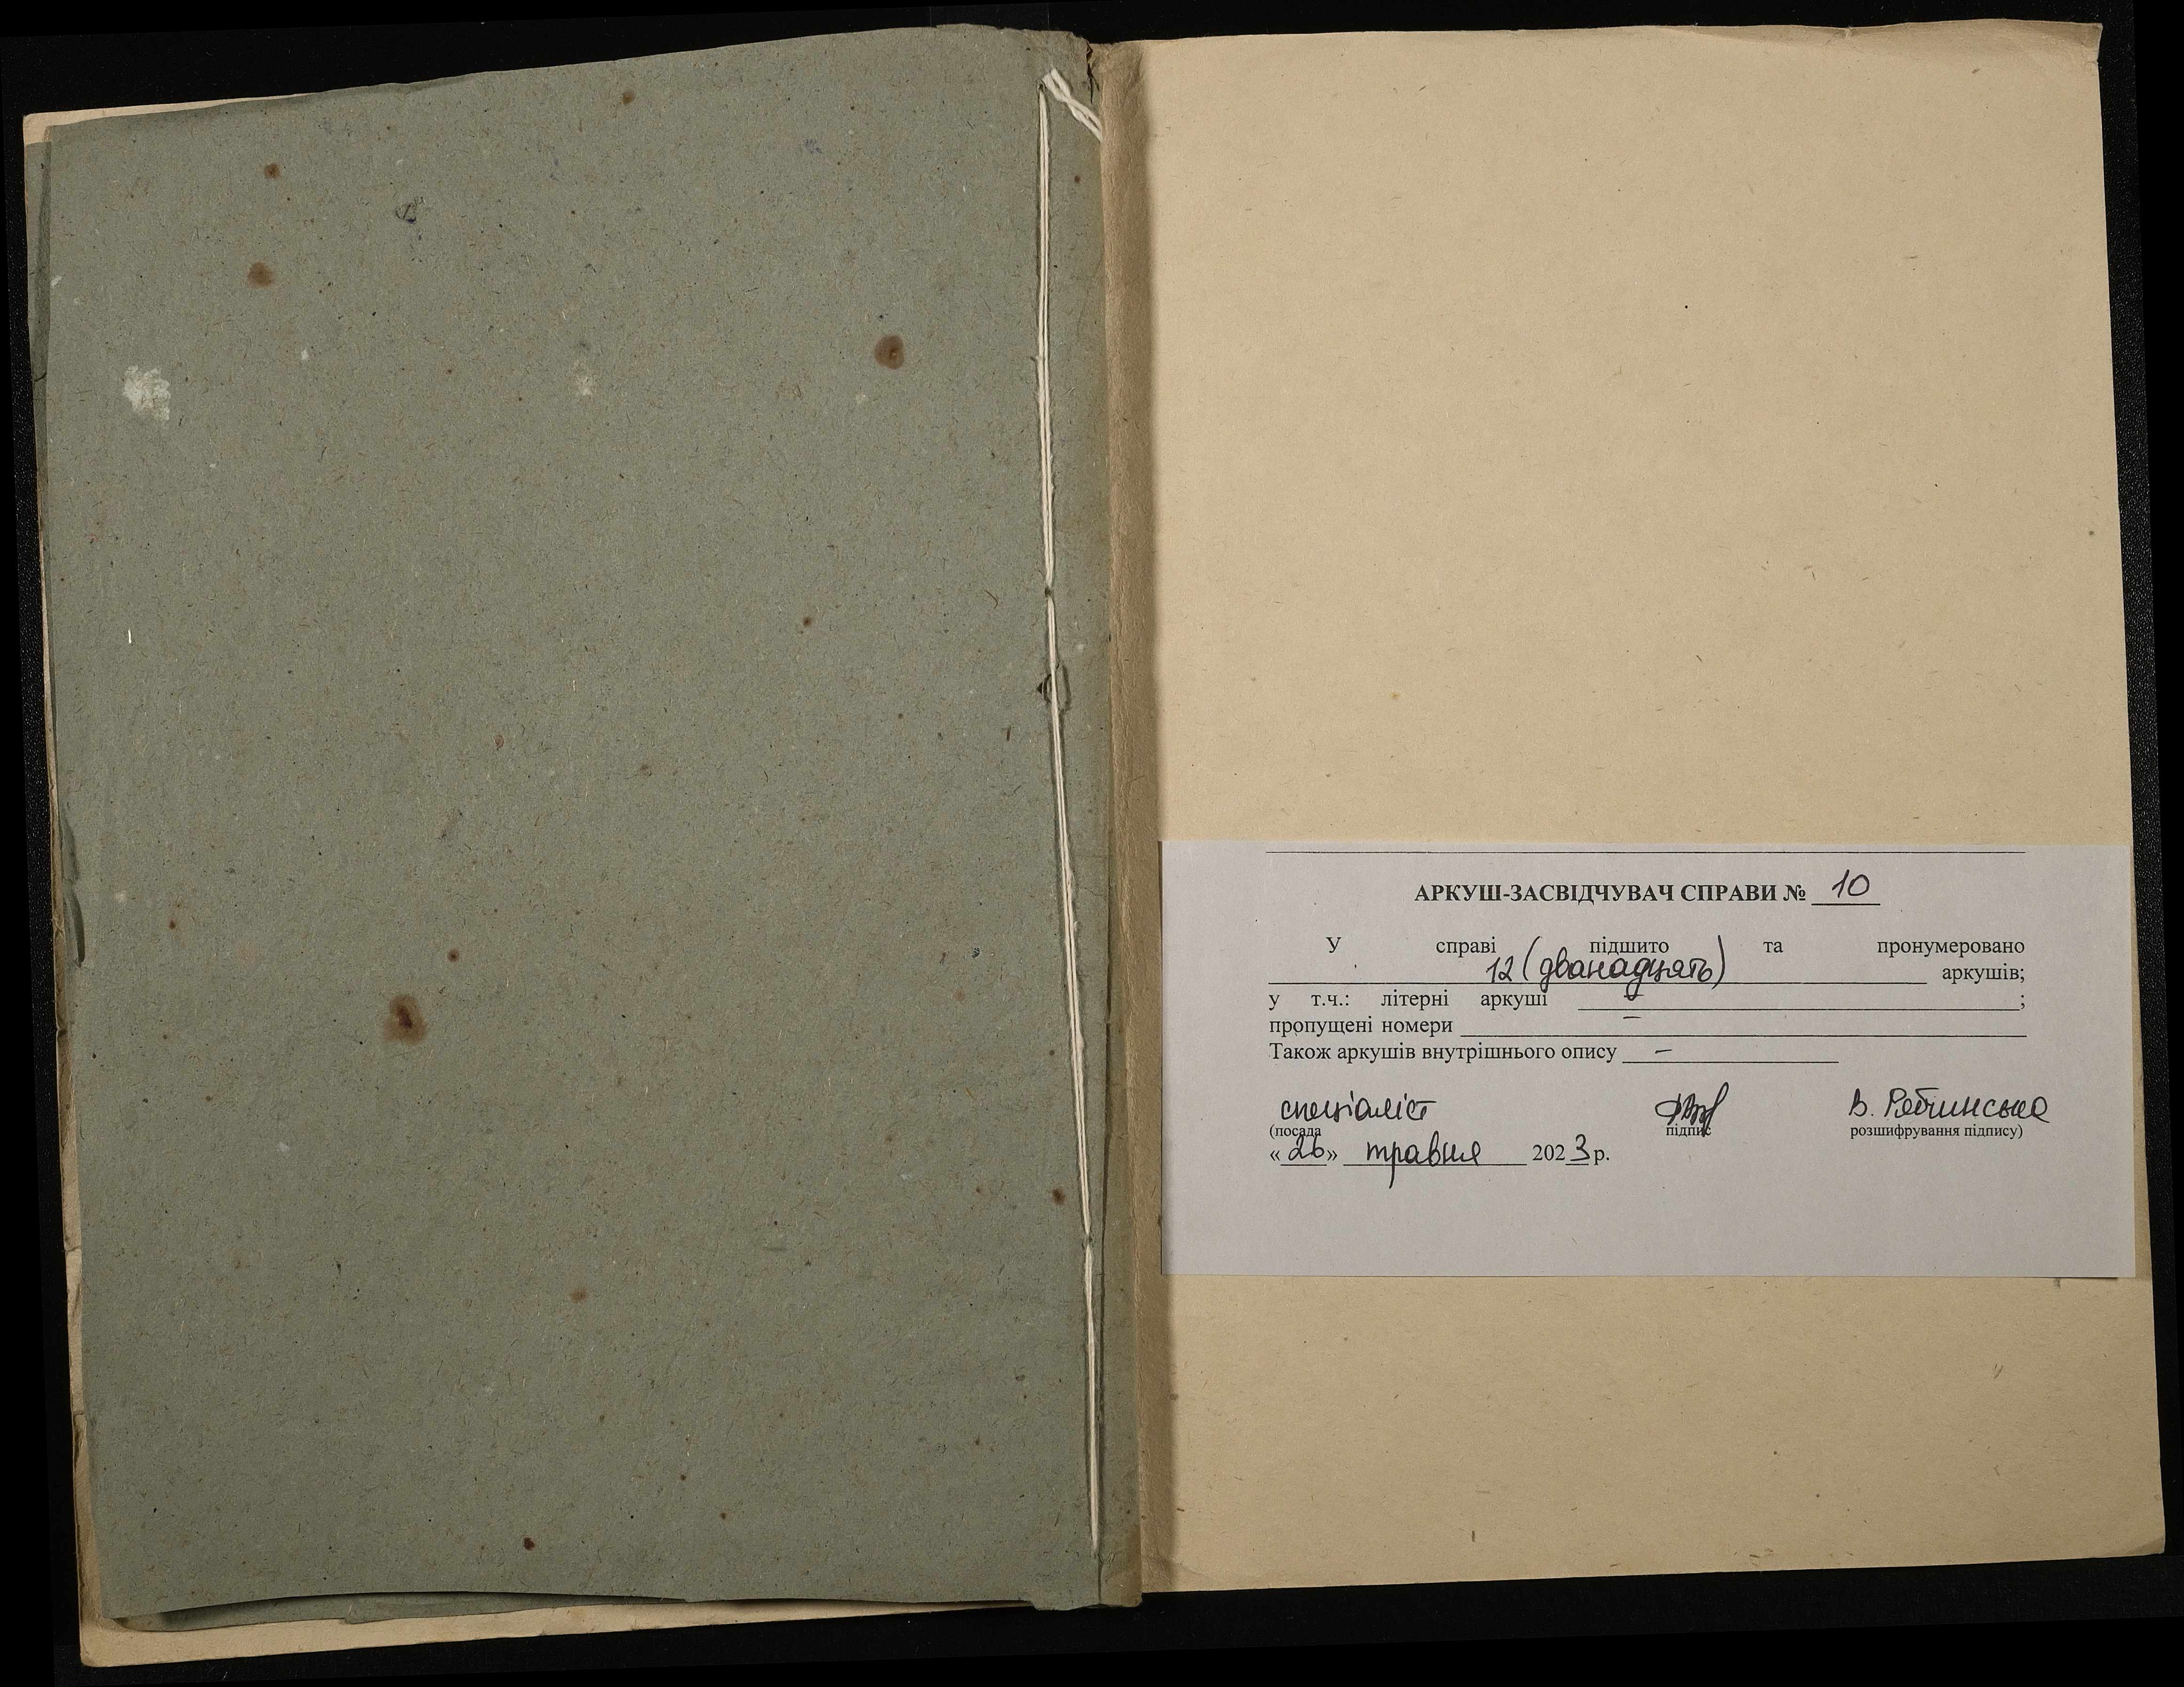 АРКУШ-ЗАСВІДЧУВАЧ СПРАВИ № 10
У справі підшито та пронумеровано
12 (дванадцять) аркушів;
у т.ч.: літерні аркуші – ;
пропущені номери –
Також аркушів внутрішнього опису –
спеціаліст В. Рябчинська
(посада підпис розшифрування підпису)
«26» травня 2023 р.